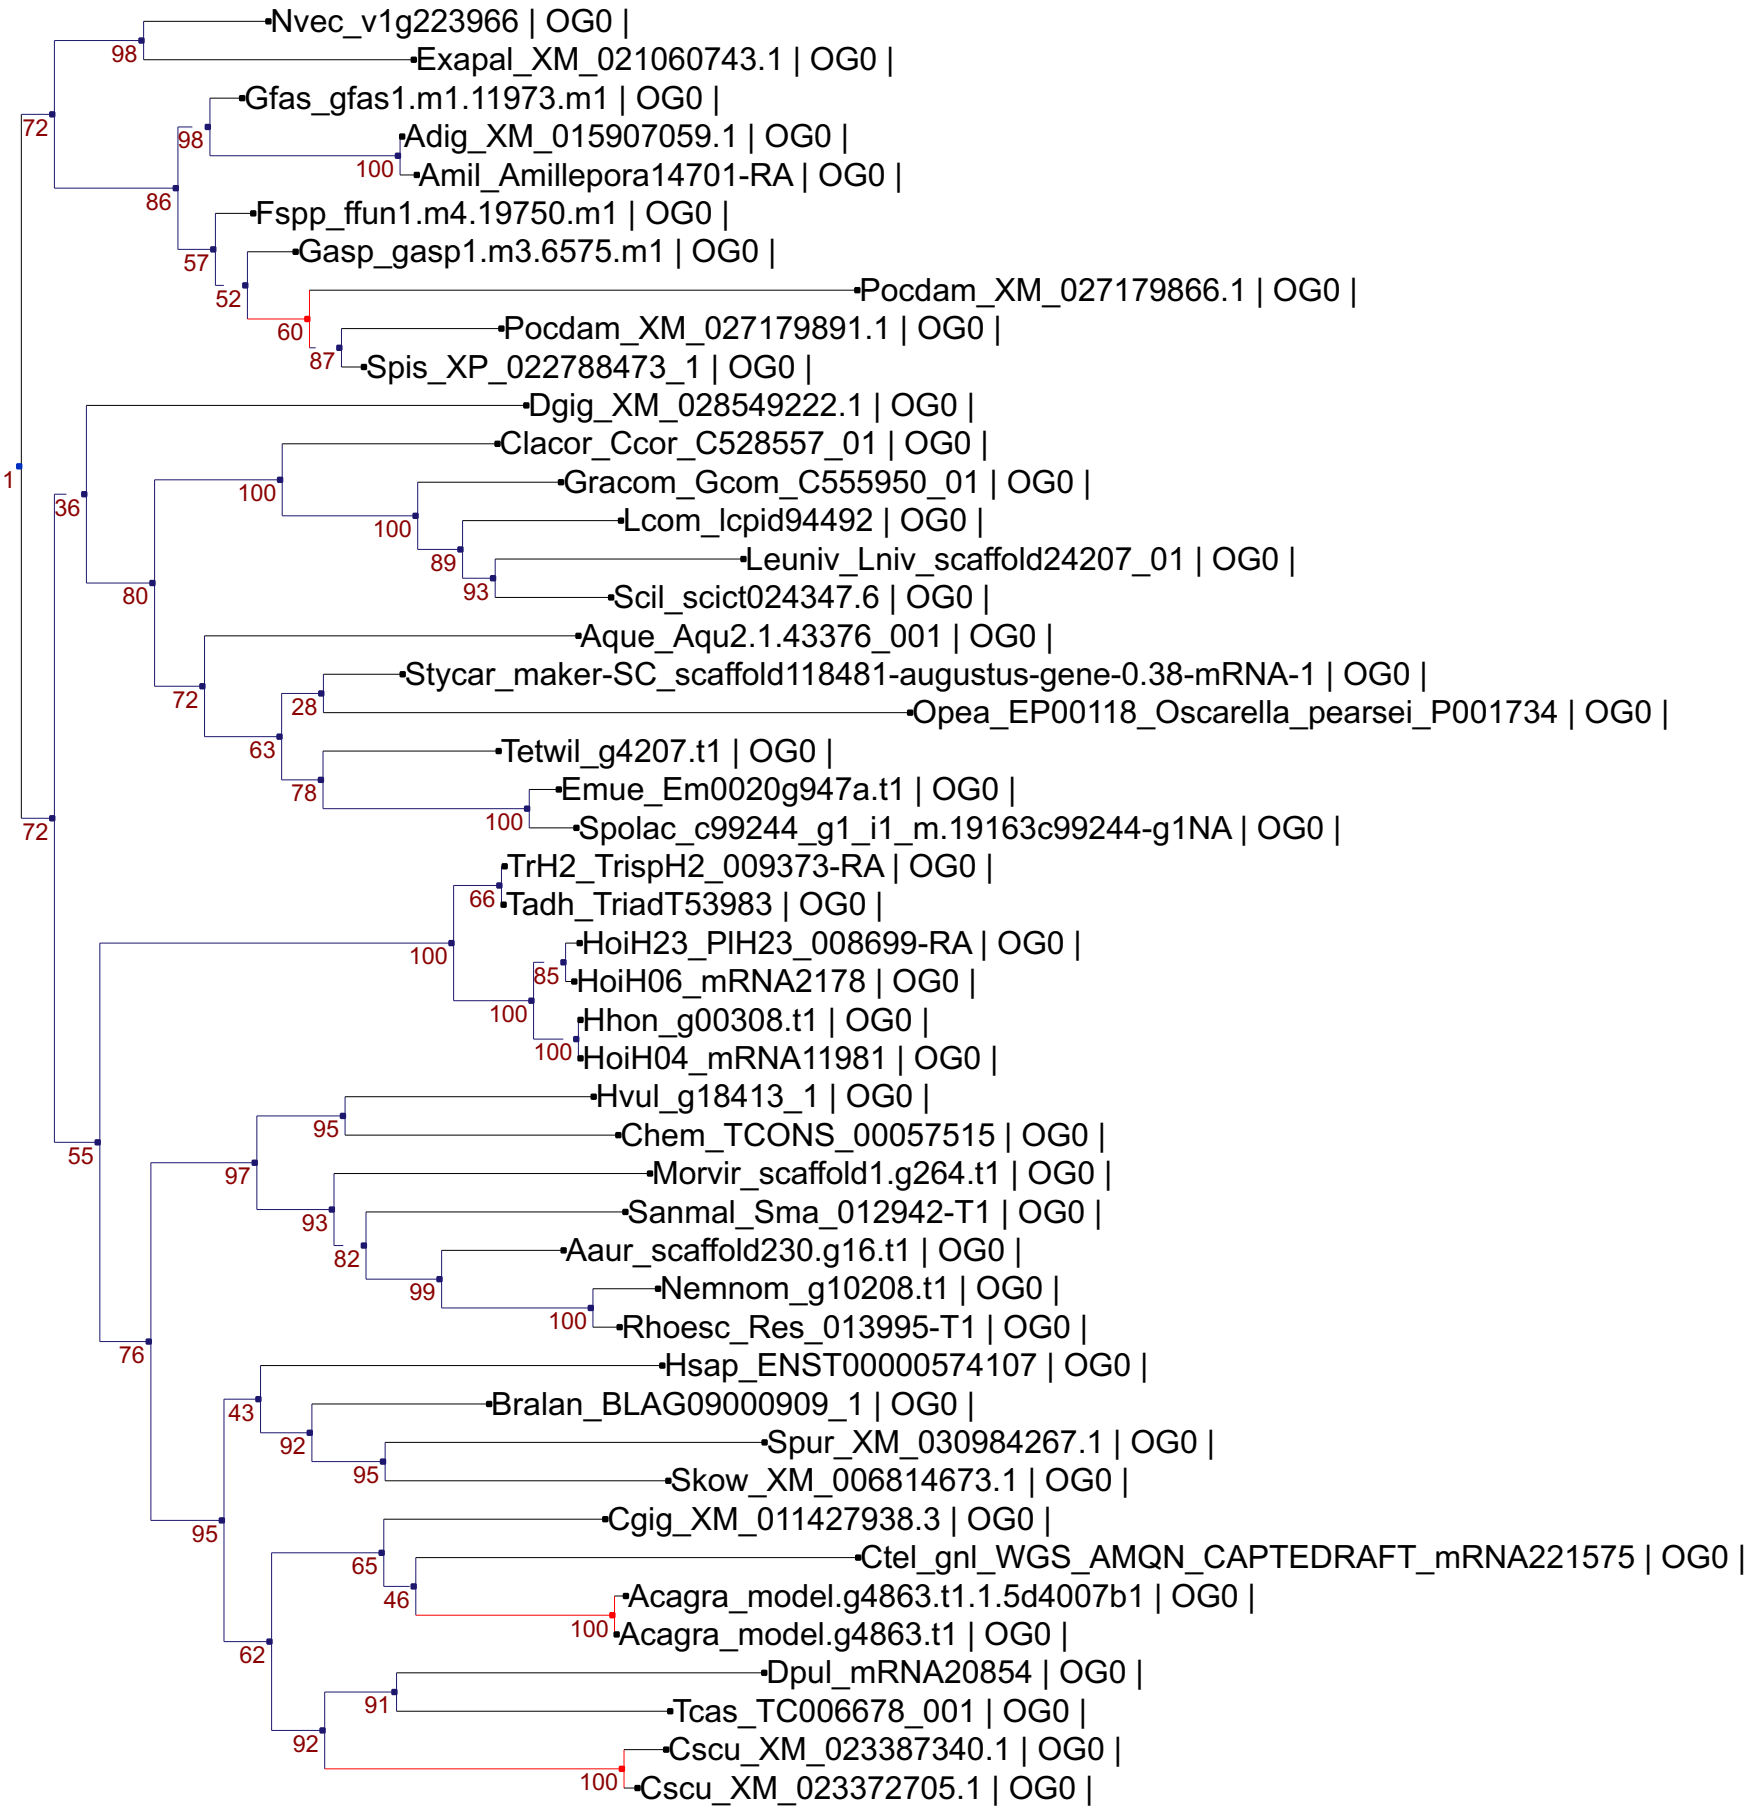 Nvec_v1g223966 | OG0 |
98
Exapal_XM_021060743.1 | OG0 |
Gfas_gfas1.m1.11973.m1 | OG0 |
72
98
Adig_XM_015907059.1 | OG0 |
100
Amil_Amillepora14701-RA | OG0 |
86
Fspp_ffun1.m4.19750.m1 | OG0 |
57
Gasp_gasp1.m3.6575.m1 | OG0 |
52
Pocdam_XM_027179866.1 | OG0 |
60
Pocdam_XM_027179891.1 | OG0 |
87
Spis_XP_022788473_1 | OG0 |
Dgig_XM_028549222.1 | OG0 |
Clacor_Ccor_C528557_01 | OG0 |
1
100
Gracom_Gcom_C555950_01 | OG0 |
36
100
Lcom_lcpid94492 | OG0 |
89
Leuniv_Lniv_scaffold24207_01 | OG0 |
93
80
Scil_scict024347.6 | OG0 |
Aque_Aqu2.1.43376_001 | OG0 |
Stycar_maker-SC_scaffold118481-augustus-gene-0.38-mRNA-1 | OG0 |
72
28
Opea_EP00118_Oscarella_pearsei_P001734 | OG0 |
63
Tetwil_g4207.t1 | OG0 |
78
Emue_Em0020g947a.t1 | OG0 |
100
72
Spolac_c99244_g1_i1_m.19163c99244-g1NA | OG0 |
TrH2_TrispH2_009373-RA | OG0 |
66
Tadh_TriadT53983 | OG0 |
HoiH23_PlH23_008699-RA | OG0 |
100
85
HoiH06_mRNA2178 | OG0 |
100
Hhon_g00308.t1 | OG0 |
100
HoiH04_mRNA11981 | OG0 |
Hvul_g18413_1 | OG0 |
95
Chem_TCONS_00057515 | OG0 |
55
97
Morvir_scaffold1.g264.t1 | OG0 |
93
Sanmal_Sma_012942-T1 | OG0 |
82
Aaur_scaffold230.g16.t1 | OG0 |
99
Nemnom_g10208.t1 | OG0 |
100
Rhoesc_Res_013995-T1 | OG0 |
76
Hsap_ENST00000574107 | OG0 |
43
Bralan_BLAG09000909_1 | OG0 |
92
Spur_XM_030984267.1 | OG0 |
95
Skow_XM_006814673.1 | OG0 |
95
Cgig_XM_011427938.3 | OG0 |
65
Ctel_gnl_WGS_AMQN_CAPTEDRAFT_mRNA221575 | OG0 |
46
Acagra_model.g4863.t1.1.5d4007b1 | OG0 |
100
Acagra_model.g4863.t1 | OG0 |
62
Dpul_mRNA20854 | OG0 |
91
Tcas_TC006678_001 | OG0 |
92
Cscu_XM_023387340.1 | OG0 |
100
Cscu_XM_023372705.1 | OG0 |